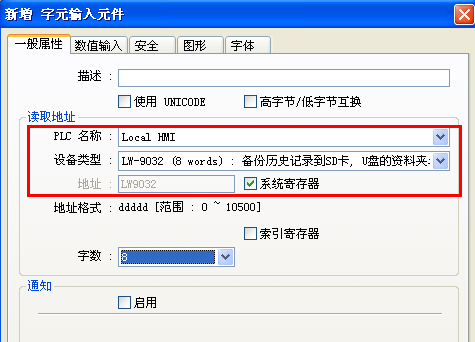 新增 字元输入元件
一般属性 数值输入 安全 图形 字体
描述 :
使用 UNICODE 高字节/低字节互换
读取地址
PLC 名称 : Local HMI
设备类型 : LW-9032 (8 words) : 备份历史记录到SD卡, U盘的资料夹
地址 : LW9032 系统寄存器
地址格式 : ddddd [范围 : 0 ~ 10500]
索引寄存器
字数 : 8
通知
启用